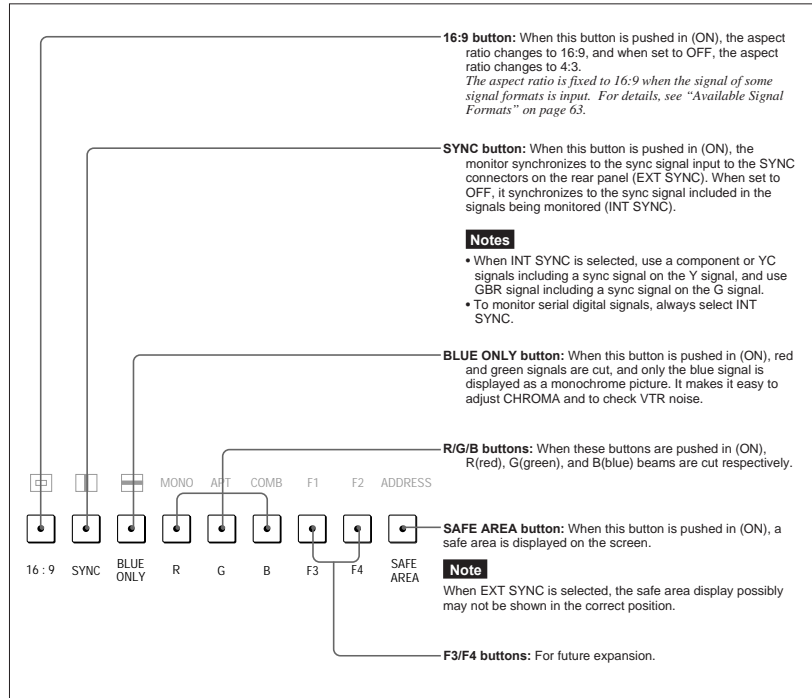 16:9 button: When this button is pushed in (ON), the aspect
ratio changes to 16:9, and when set to OFF, the aspect
ratio changes to 4:3.
The aspect ratio is fixed to 16:9 when the signal of some
signal formats is input. For details, see “Available Signal
Formats” on page 63.
SYNC button: When this button is pushed in (ON), the
monitor synchronizes to the sync signal input to the SYNC
connectors on the rear panel (EXT SYNC). When set to
OFF, it synchronizes to the sync signal included in the
signals being monitored (INT SYNC).
Notes
• When INT SYNC is selected, use a component or YC
signals including a sync signal on the Y signal, and use
GBR signal including a sync signal on the G signal.
• To monitor serial digital signals, always select INT
SYNC.
BLUE ONLY button: When this button is pushed in (ON), red
and green signals are cut, and only the blue signal is
displayed as a monochrome picture. It makes it easy to
adjust CHROMA and to check VTR noise.
R/G/B buttons: When these buttons are pushed in (ON),
R(red), G(green), and B(blue) beams are cut respectively.
MONO APT COMB F1 F2 ADDRESS
16 : 9 SYNC BLUE ONLY R G B F3 F4 SAFE AREA
SAFE AREA button: When this button is pushed in (ON), a
safe area is displayed on the screen.
Note
When EXT SYNC is selected, the safe area display possibly
may not be shown in the correct position.
F3/F4 buttons: For future expansion.